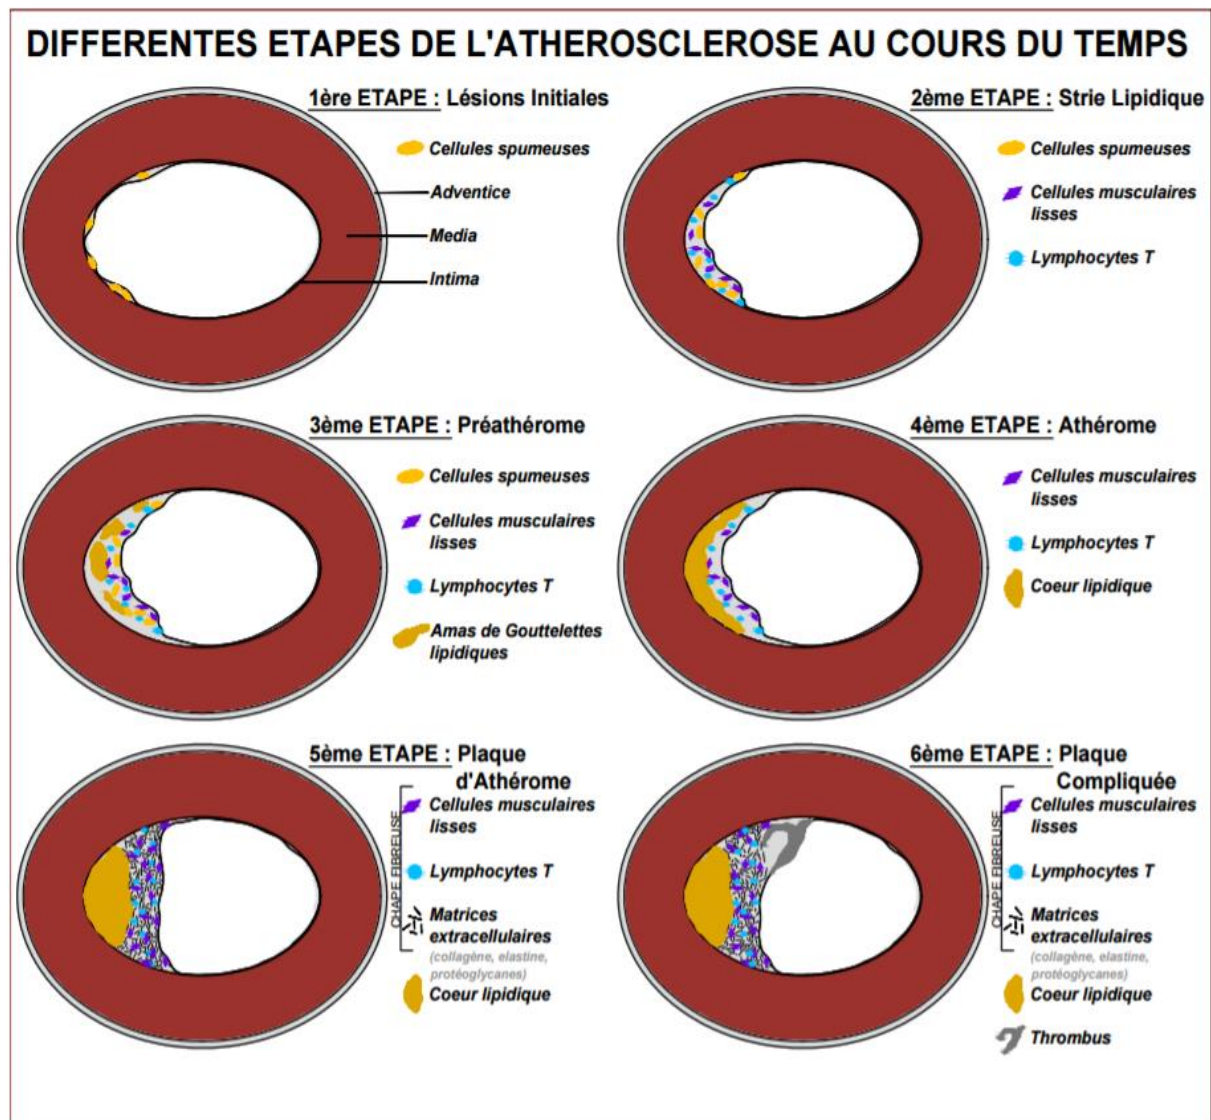 DIFFERENTES ETAPES DE L'ATHEROSCLEROSE AU COURS DU TEMPS
1ère ETAPE : Lésions Initiales
Cellules spumeuses
Adventice
Media
Intima
2ème ETAPE : Strie Lipidique
Cellules spumeuses
Cellules musculaires
lisses
Lymphocytes T
3ème ETAPE : Préathérome
Cellules spumeuses
Cellules musculaires
lisses
Lymphocytes T
Amas de Gouttelettes
lipidiques
4ème ETAPE : Athérome
Cellules musculaires
lisses
Lymphocytes T
Coeur lipidique
5ème ETAPE : Plaque
d'Athérome
CHAPE FIBREUSE
Cellules musculaires
lisses
Lymphocytes T
Matrices
extracellulaires
(collagène, elastine,
protéoglycanes)
Coeur lipidique
6ème ETAPE : Plaque
Compliquée
CHAPE FIBREUSE
Cellules musculaires
lisses
Lymphocytes T
Matrices
extracellulaires
(collagène, elastine,
protéoglycanes)
Coeur lipidique
Thrombus